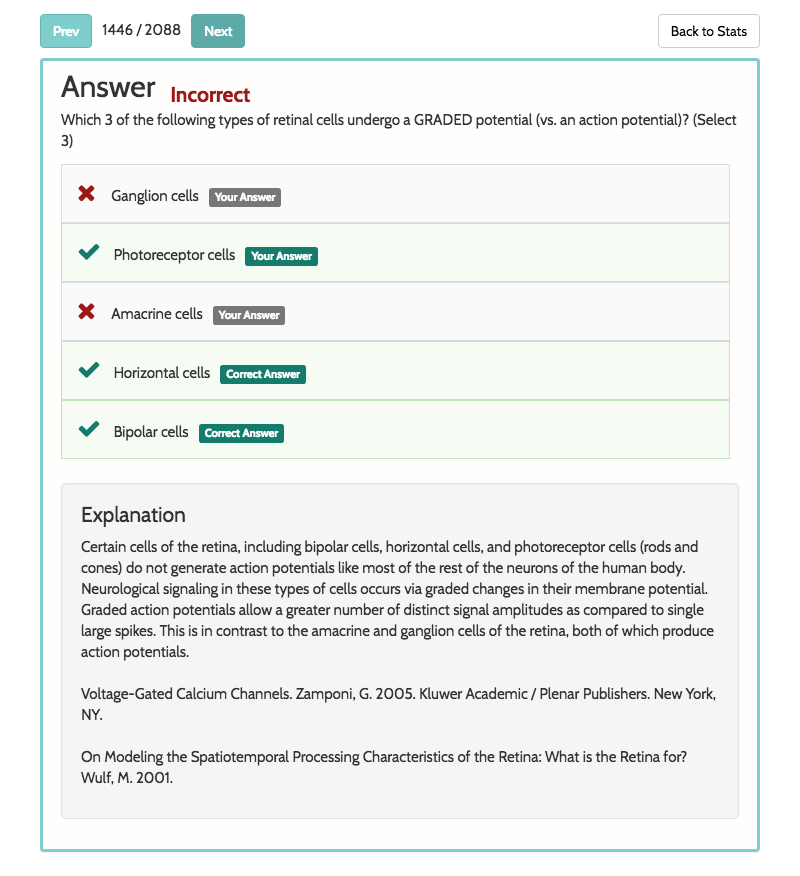 Prev 1446 / 2088 Next Back to Stats
Answer Incorrect
Which 3 of the following types of retinal cells undergo a GRADED potential (vs. an action potential)? (Select
3)
Ganglion cells Your Answer
Photoreceptor cells Your Answer
Amacrine cells Your Answer
Horizontal cells Correct Answer
Bipolar cells Correct Answer
Explanation
Certain cells of the retina, including bipolar cells, horizontal cells, and photoreceptor cells (rods and
cones) do not generate action potentials like most of the rest of the neurons of the human body.
Neurological signaling in these types of cells occurs via graded changes in their membrane potential.
Graded action potentials allow a greater number of distinct signal amplitudes as compared to single
large spikes. This is in contrast to the amacrine and ganglion cells of the retina, both of which produce
action potentials.
Voltage-Gated Calcium Channels. Zamponi, G. 2005. Kluwer Academic / Plenar Publishers. New York,
NY.
On Modeling the Spatiotemporal Processing Characteristics of the Retina: What is the Retina for?
Wulf, M. 2001.